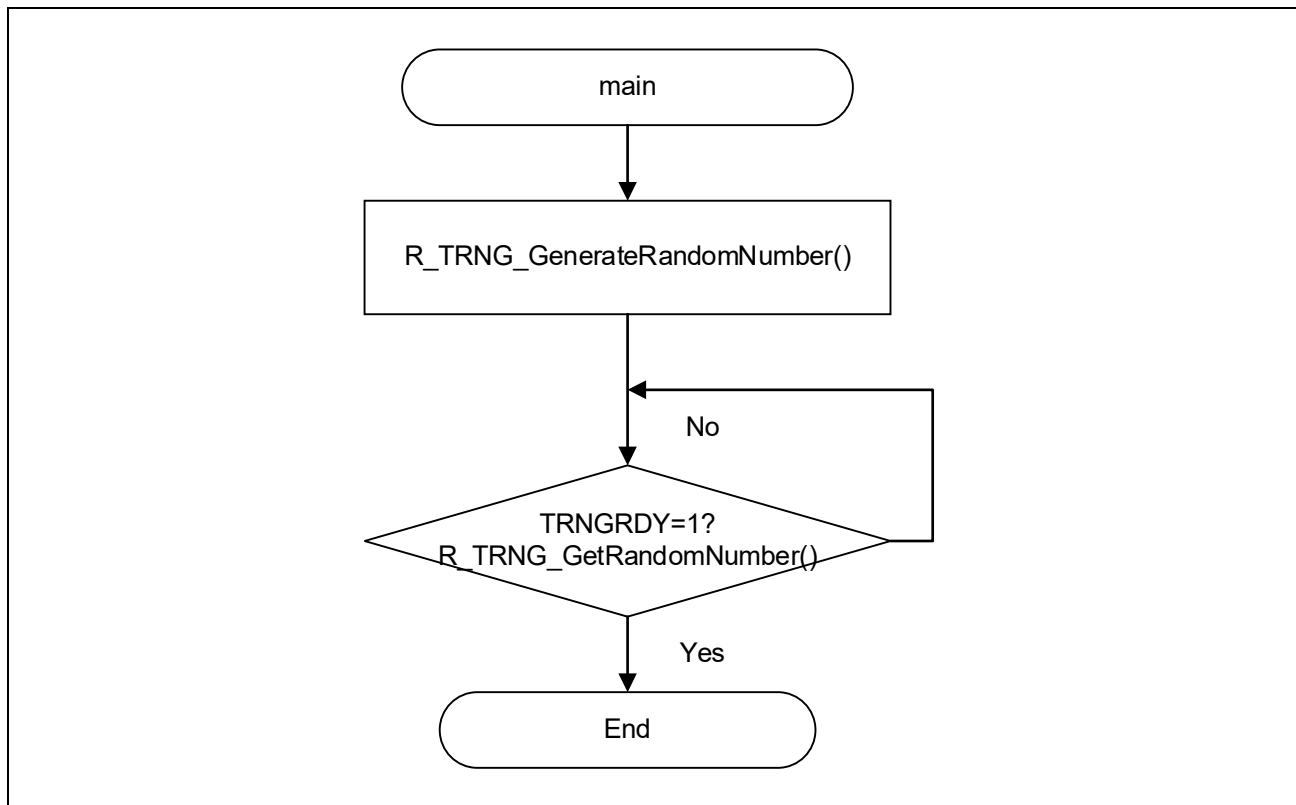 main
R_TRNG_GenerateRandomNumber()
No
TRNGRDY=1?
R_TRNG_GetRandomNumber()
Yes
End